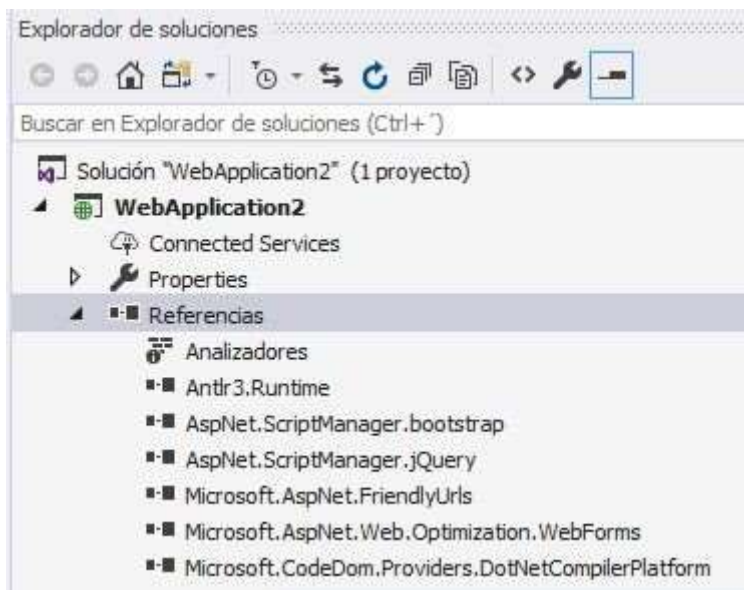 Explorador de soluciones
Buscar en Explorador de soluciones (Ctrl+´)
Solución "WebApplication2" (1 proyecto)
WebApplication2
Connected Services
Properties
Referencias
Analizadores
Antlr3.Runtime
AspNet.ScriptManager.bootstrap
AspNet.ScriptManager.jQuery
Microsoft.AspNet.FriendlyUrls
Microsoft.AspNet.Web.Optimization.WebForms
Microsoft.CodeDom.Providers.DotNetCompilerPlatform